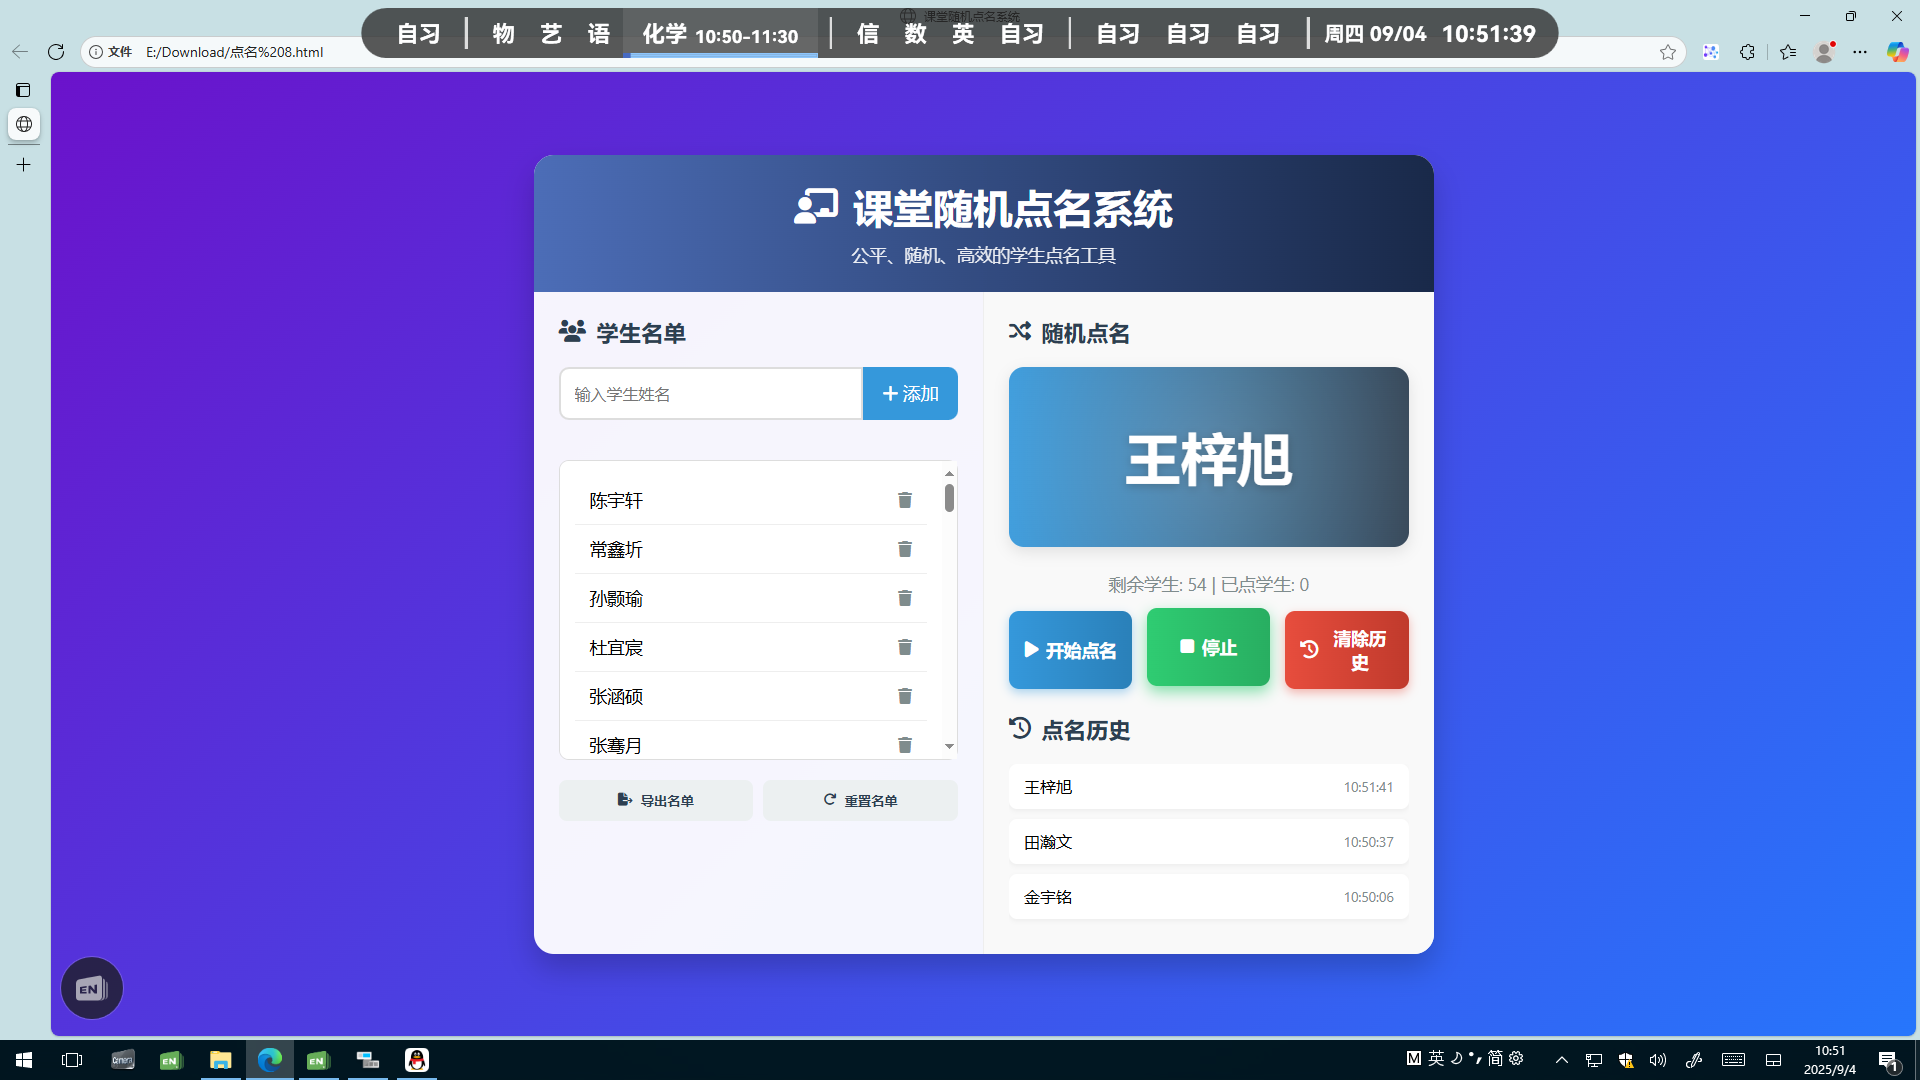 课堂随机点名系统
自习 | 物 艺 语 化学 10:50-11:30 | 信 数 英 自习 | 自习 自习 自习 | 周四 09/04 10:51:39
文件 E:/Download/点名%208.html
课堂随机点名系统
公平、随机、高效的学生点名工具
学生名单
输入学生姓名
添加
陈宇轩
常鑫圻
孙颢瑜
杜宜宸
张涵硕
张骞月
导出名单
重置名单
随机点名
王梓旭
剩余学生: 54 | 已点学生: 0
开始点名
停止
清除历
史
点名历史
王梓旭 10:51:41
田瀚文 10:50:37
金宇铭 10:50:06
EN
Camera
EN
EN
M 英 简
10:51
2025/9/4
1